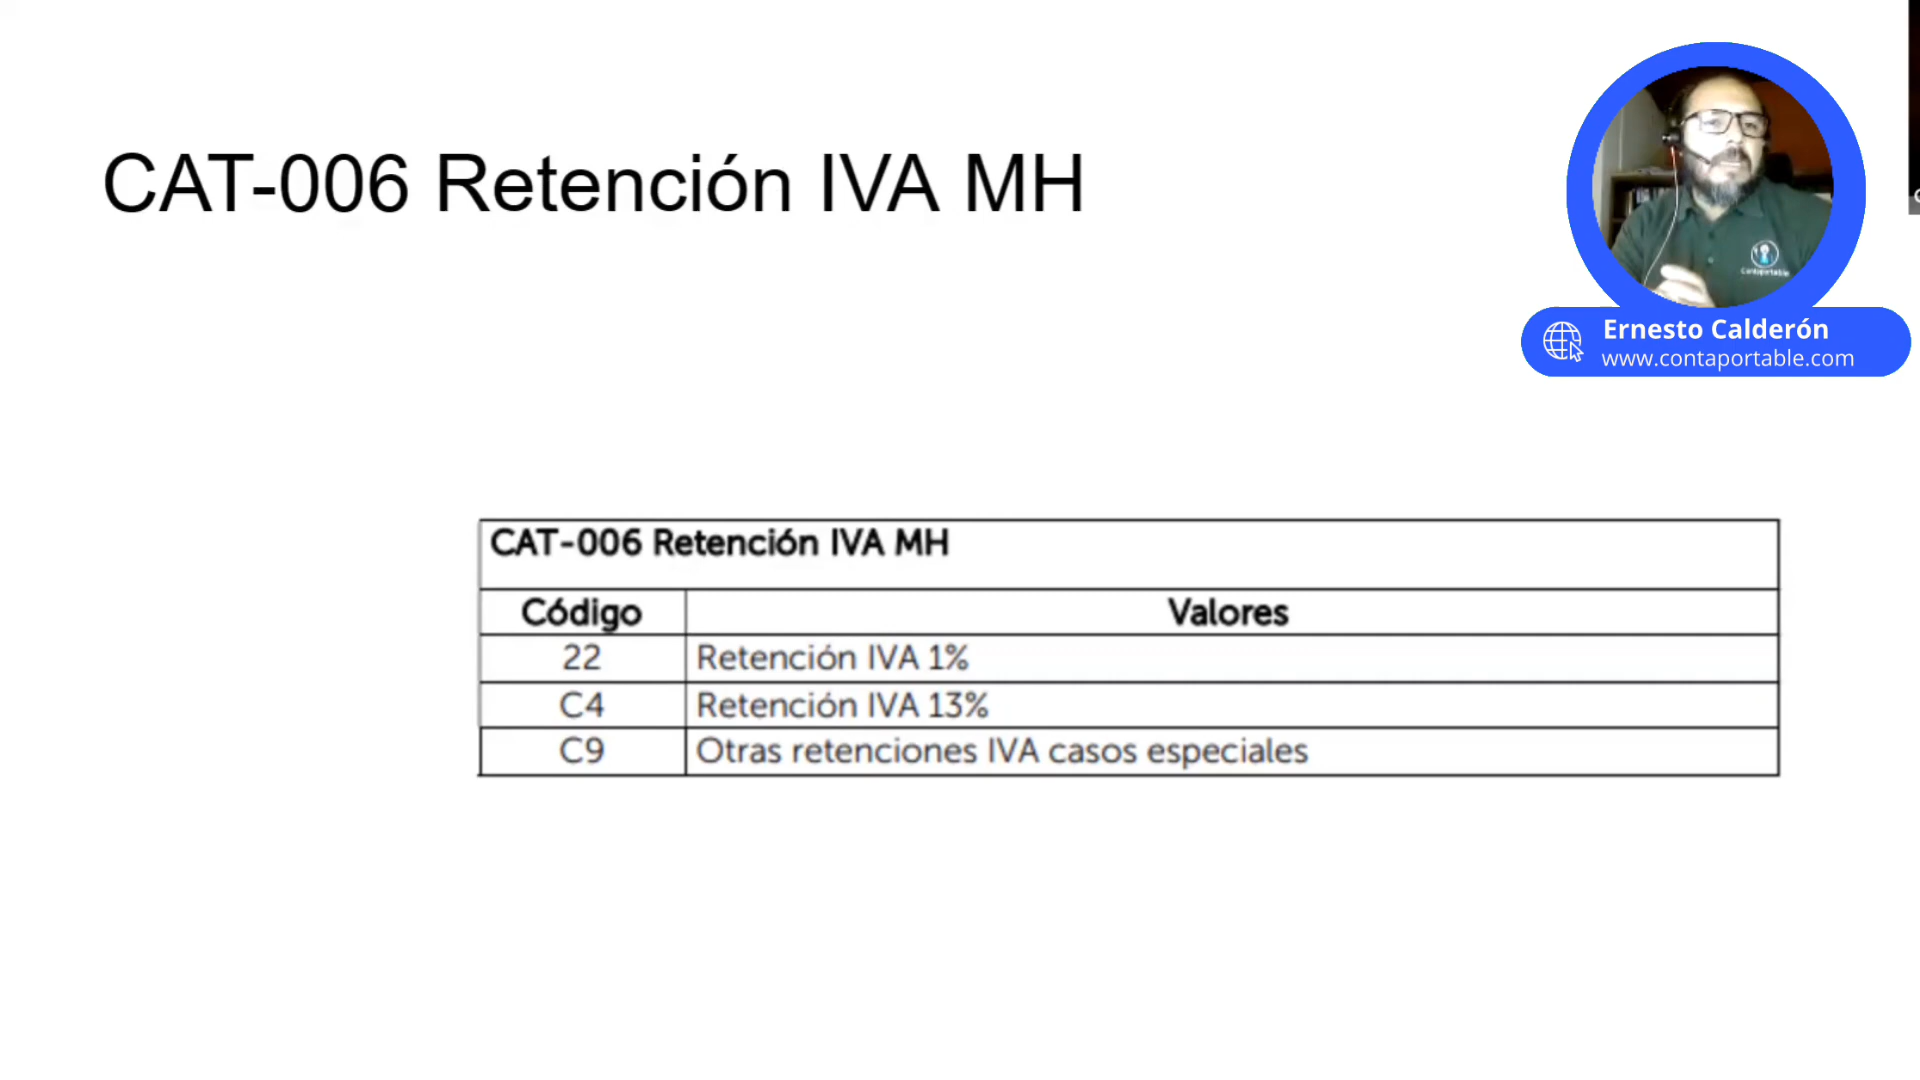 CAT-006 Retención IVA MH
Contaportable
Ernesto Calderón
www.contaportable.com
CAT-006 Retención IVA MH
Código Valores
22 Retención IVA 1%
C4 Retención IVA 13%
C9 Otras retenciones IVA casos especiales